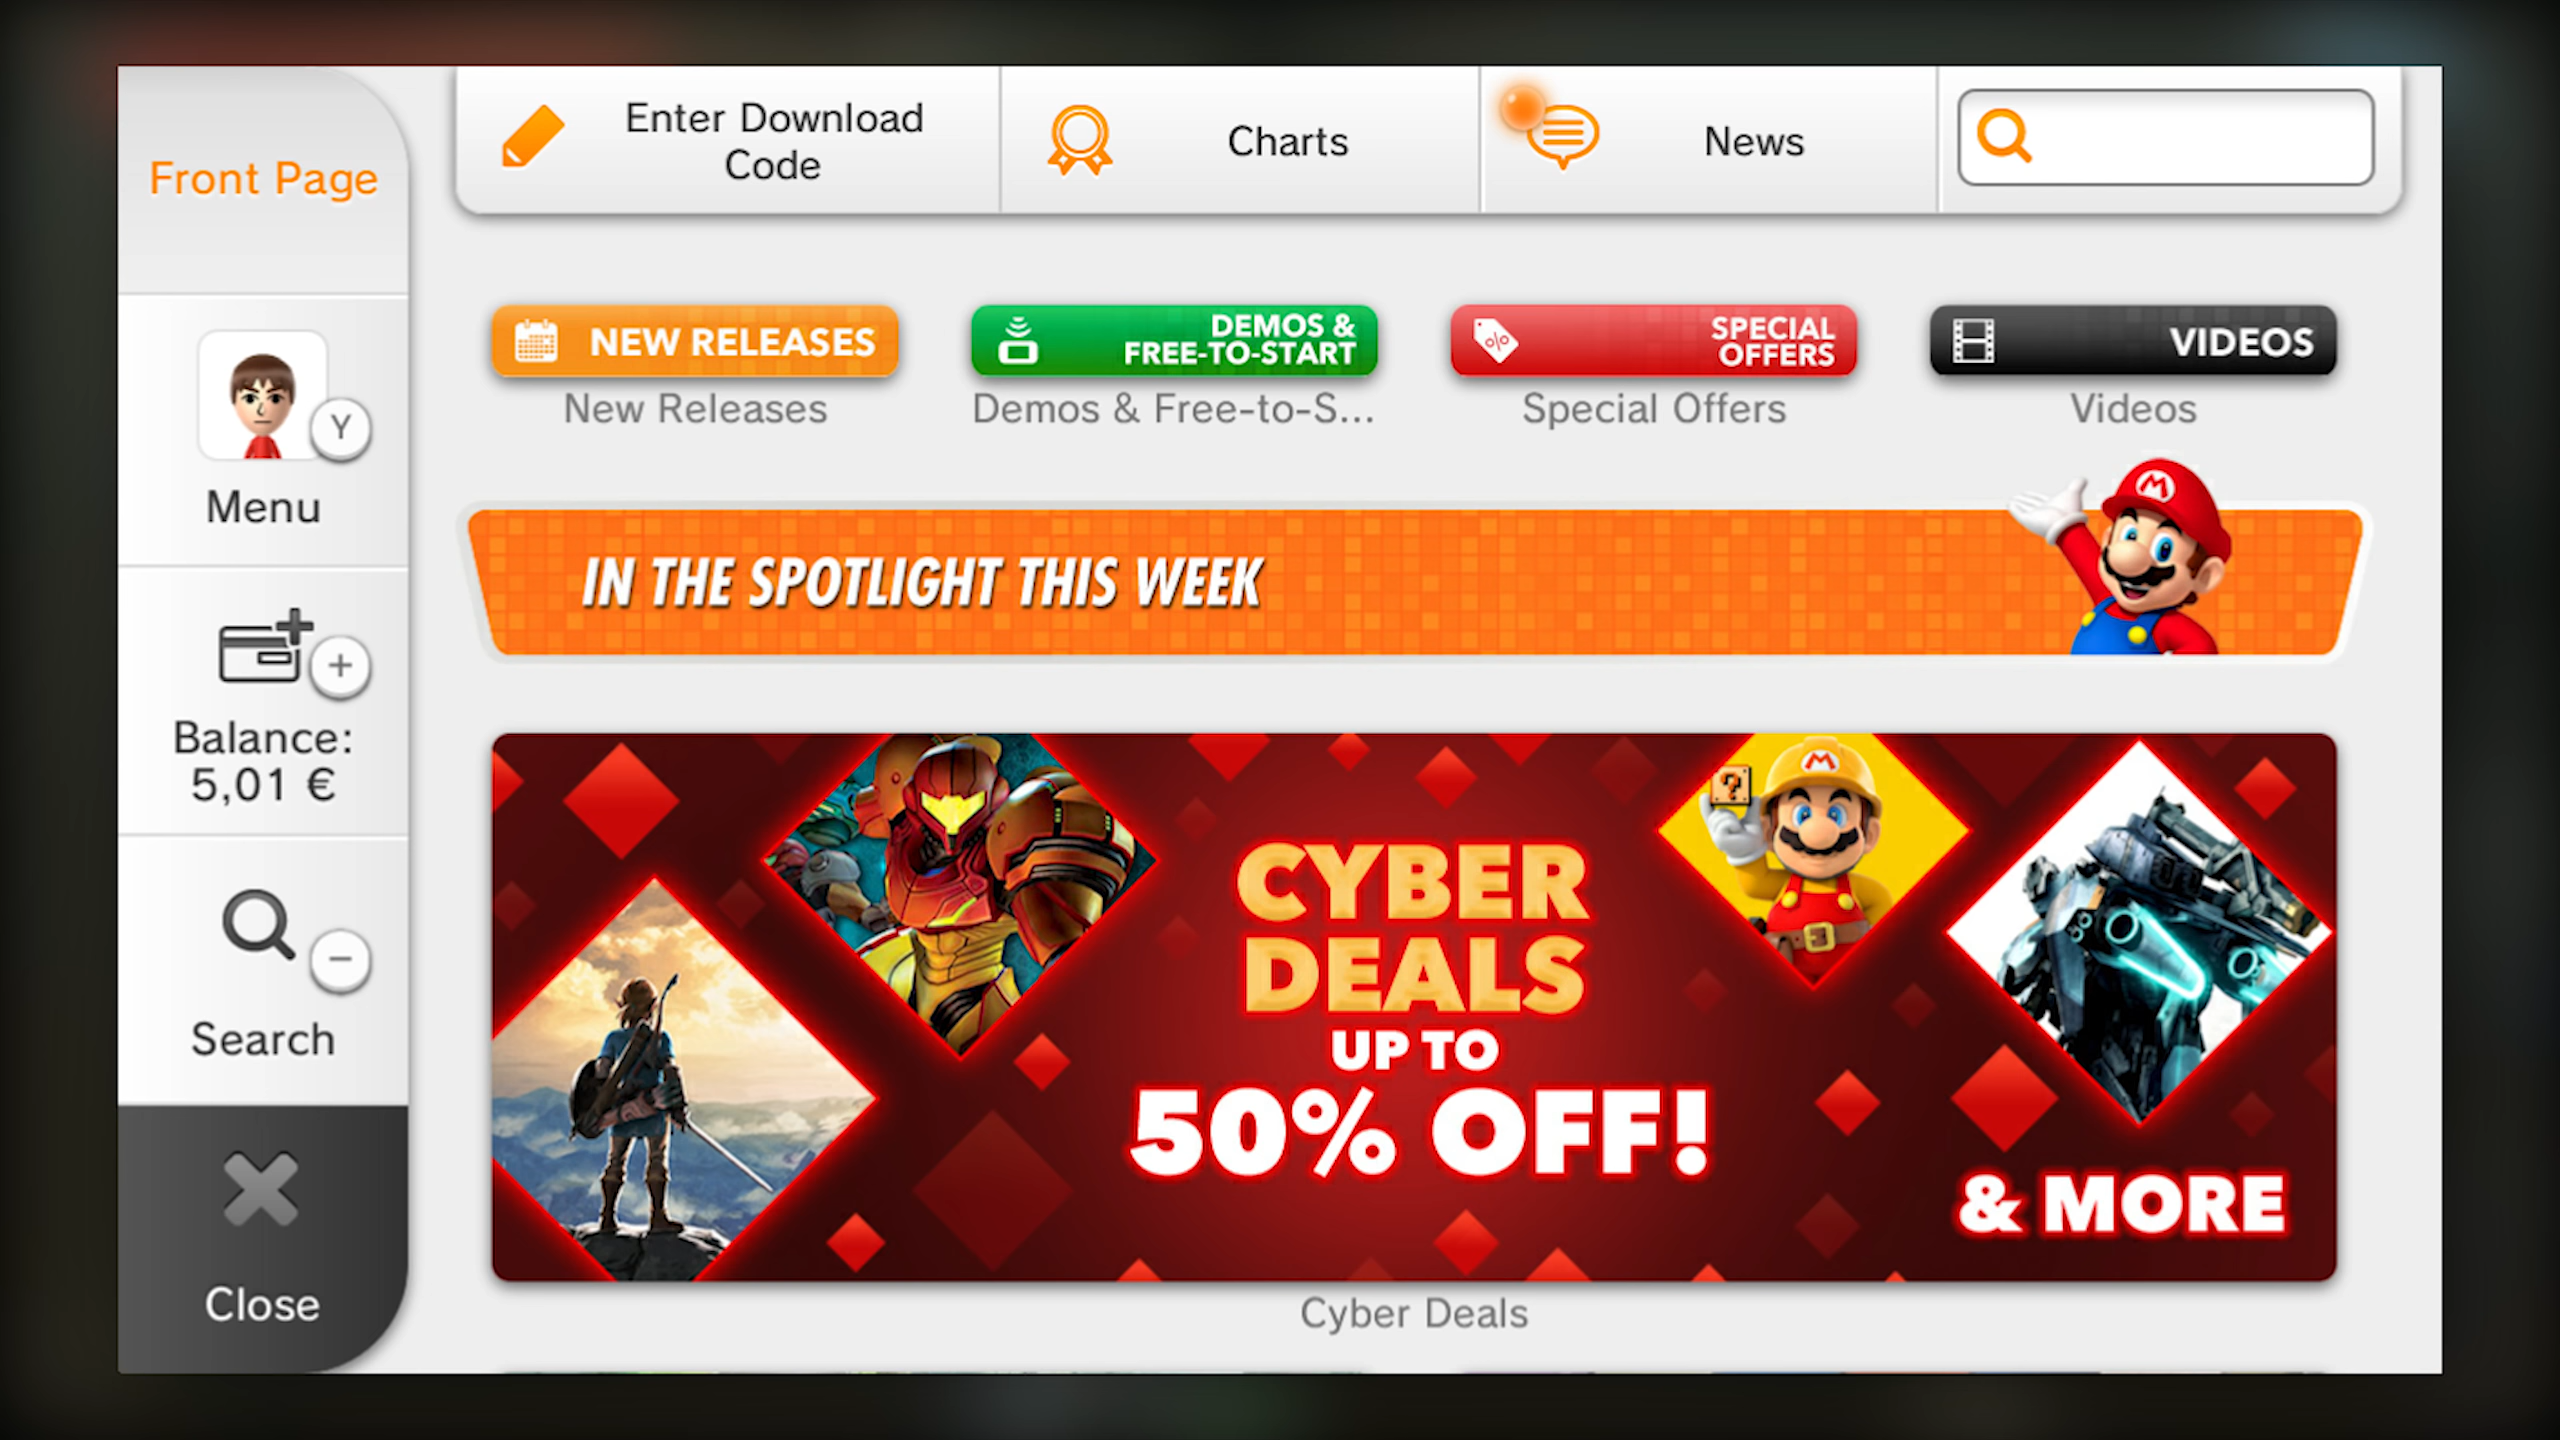 Front Page
Enter Download
Code
Charts
News
NEW RELEASES
New Releases
DEMOS &
FREE-TO-START
Demos & Free-to-S...
%
SPECIAL
OFFERS
Special Offers
VIDEOS
Videos
Y
Menu
+
Balance:
5,01 €
−
Search
Close
IN THE SPOTLIGHT THIS WEEK
M
?
M
CYBER
DEALS
UP TO
50% OFF!
& MORE
Cyber Deals